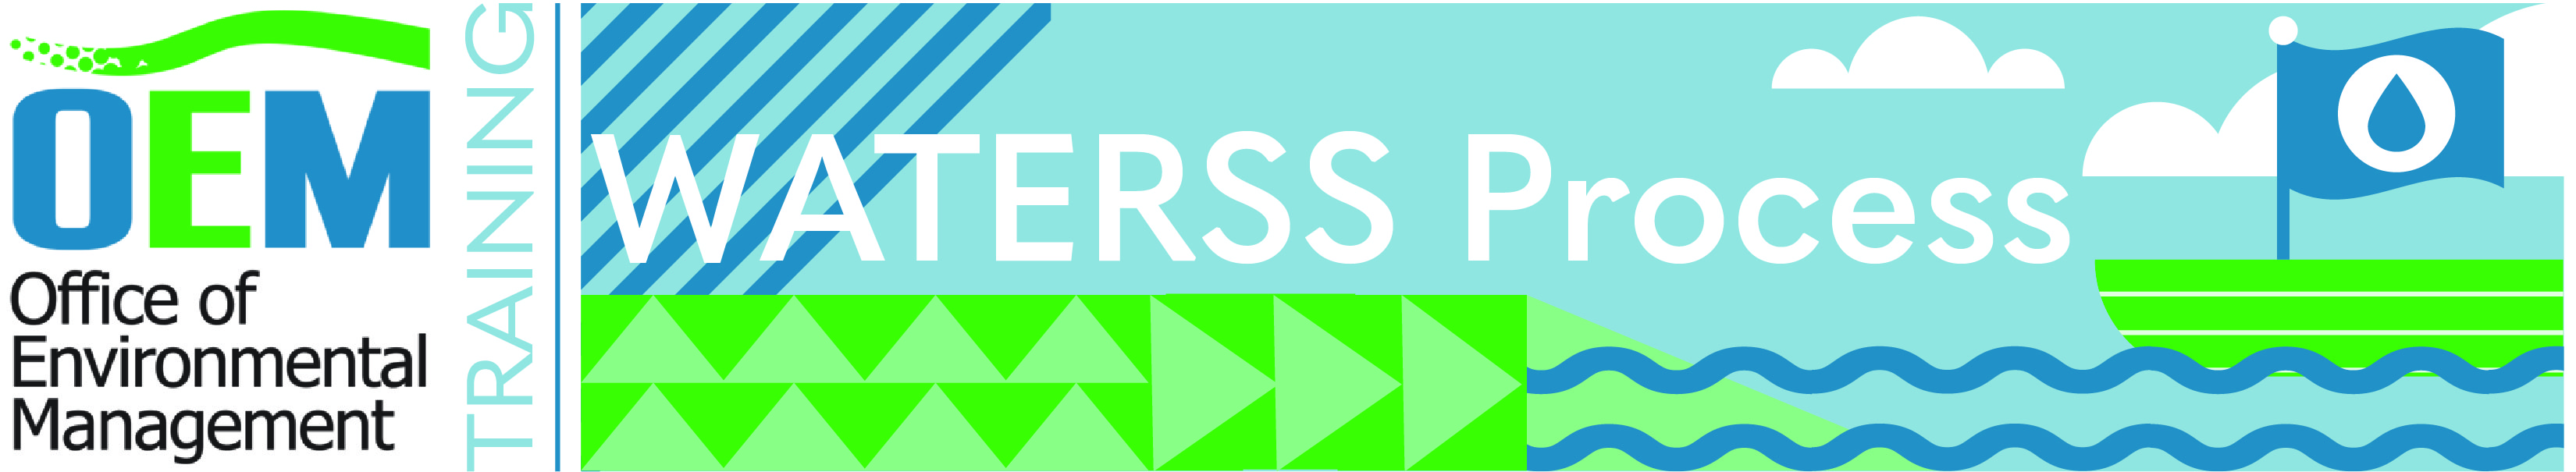 OEM
Office of
Environmental
Management
TRAINING
WATERSS Process